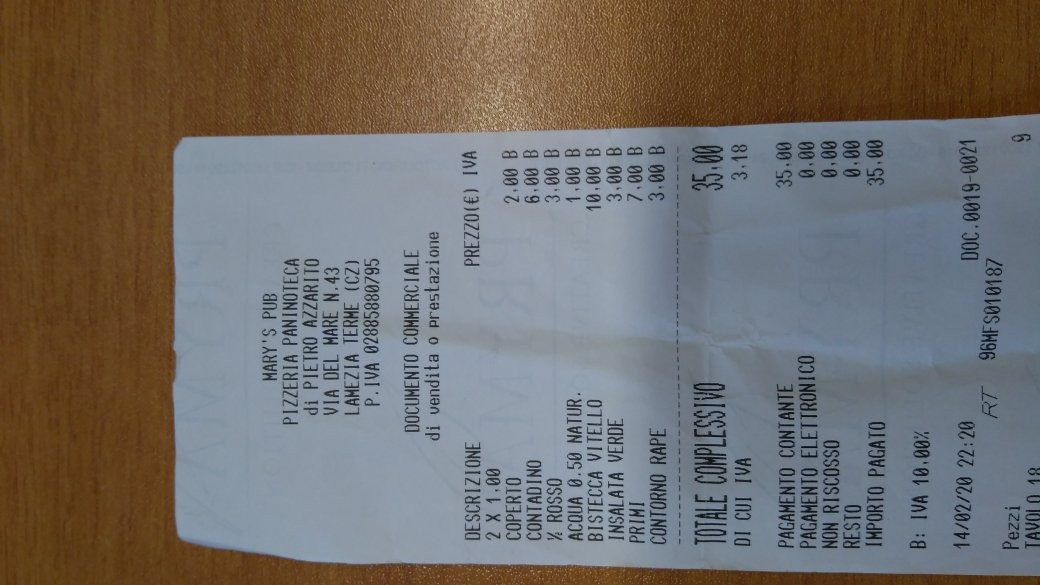 MARY'S PUB
PIZZERIA PANINOTECA
di PIETRO AZZARITO
VIA DEL MARE N.43
LAMEZIA TERME (CZ)
P.IVA 02885880795
DOCUMENTO COMMERCIALE
di vendita o prestazione
DESCRIZIONE PREZZO(€) IVA
2 X 1.00
COPERTO 2,00 B
CONTADINO 6,00 B
½ ROSSO 3,00 B
ACQUA 0.50 NATUR. 1,00 B
BISTECCA VITELLO 10,00 B
INSALATA VERDE 3,00 B
PRIMI 7,00 B
CONTORNO RAPE 3,00 B
TOTALE COMPLESSIVO 35,00
DI CUI IVA 3,18
PAGAMENTO CONTANTE 35,00
PAGAMENTO ELETTRONICO 0,00
NON RISCOSSO 0,00
RESTO 0,00
IMPORTO PAGATO 35,00
B: IVA 10,00%
14/02/20 22:20 DOC.0019-0021
RT 96MFS010187
Pezzi 9
TAVOLO 18